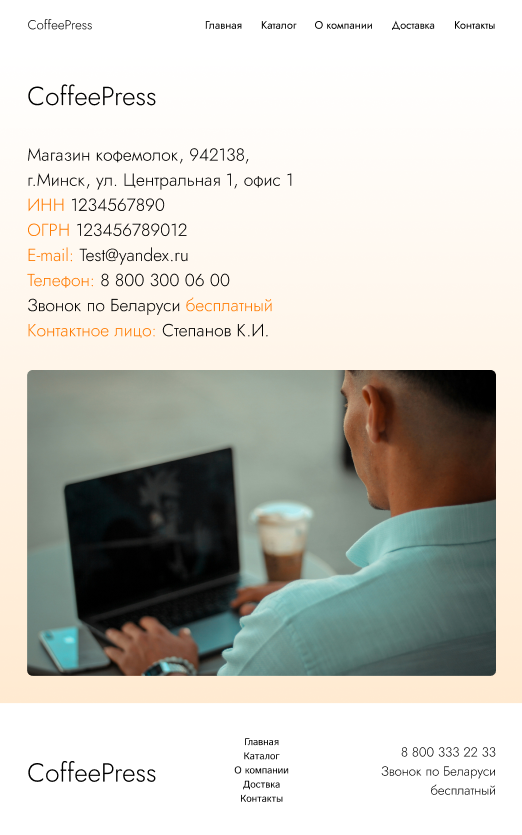 CoffeePress
Главная Каталог О компании Доставка Контакты
CoffeePress
Магазин кофемолок, 942138,
г.Минск, ул. Центральная 1, офис 1
ИНН 1234567890
ОГРН 123456789012
E-mail: Test@yandex.ru
Телефон: 8 800 300 06 00
Звонок по Беларуси бесплатный
Контактное лицо: Степанов К.И.
CoffeePress
Главная
Каталог
О компании
Доствка
Контакты
8 800 333 22 33
Звонок по Беларуси
бесплатный